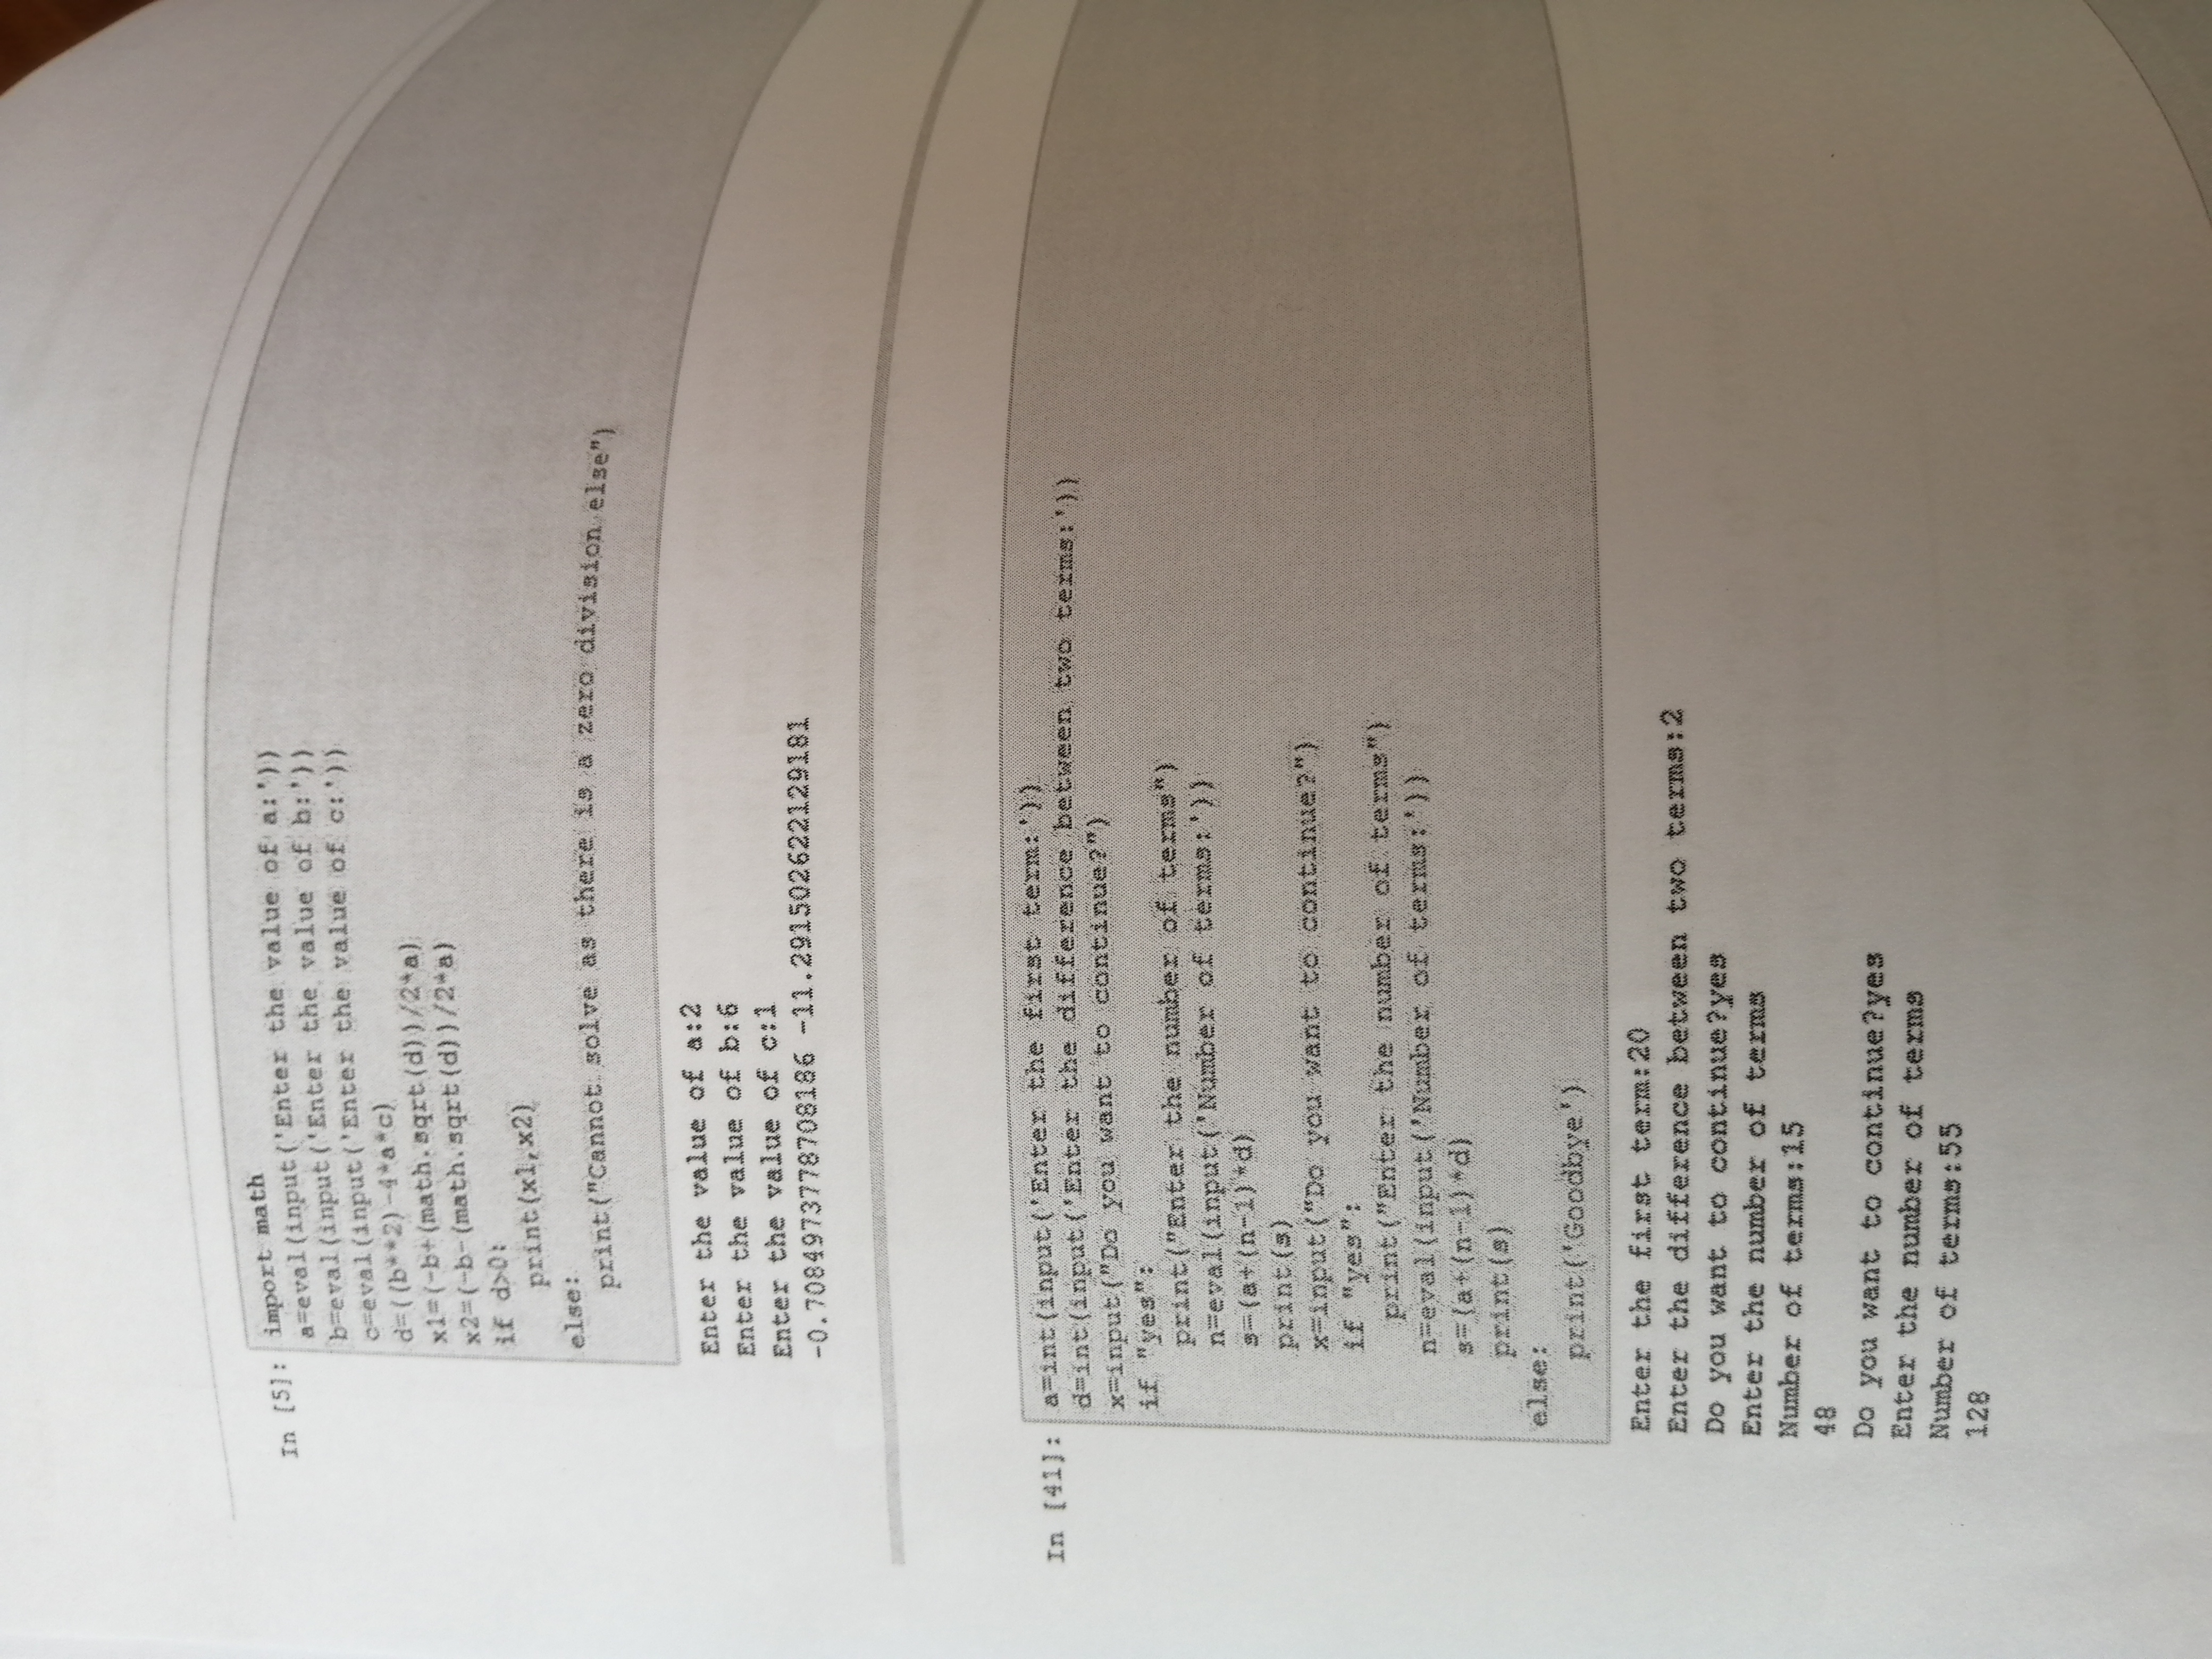 In [5]: import math
a=eval(input('Enter the value of a:'))
b=eval(input('Enter the value of b:'))
c=eval(input('Enter the value of c:'))
d=((b**2)-4*a*c)
x1=(-b+(math.sqrt(d))/2*a)
x2=(-b-(math.sqrt(d))/2*a)
if d>0:
    print(x1,x2)
else:
    print("Cannot solve as there is a zero division else")
Enter the value of a:2
Enter the value of b:6
Enter the value of c:1
-0.7084973778708186 -11.291502622129181
In [41]: a=int(input('Enter the first term:'))
d=int(input('Enter the difference between two terms:'))
x=input("Do you want to continue?")
if "yes":
    print("Enter the number of terms")
    n=eval(input('Number of terms:'))
    s=(a+(n-1)*d)
    print(s)
    x=input("Do you want to continue?")
    if "yes":
        print("Enter the number of terms")
    n=eval(input('Number of terms:'))
    s=(a+(n-1)*d)
    print(s)
else:
    print('Goodbye')
Enter the first term:20
Enter the difference between two terms:2
Do you want to continue?yes
Enter the number of terms
Number of terms:15
48
Do you want to continue?yes
Enter the number of terms
Number of terms:55
128